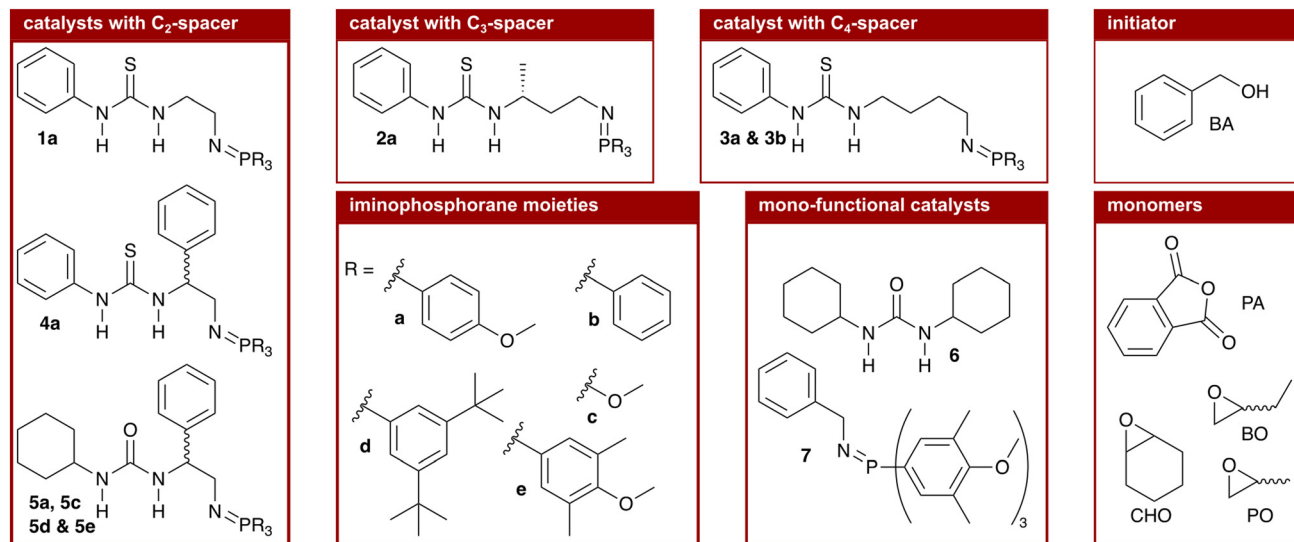 catalysts with C₂-spacer
S
N
H
N
H
N
PR₃
1a
S
N
H
N
H
N
PR₃
4a
O
N
H
N
H
N
PR₃
5a, 5c
5d & 5e
catalyst with C₃-spacer
S
N
H
N
H
N
PR₃
2a
catalyst with C₄-spacer
S
N
H
N
H
N
PR₃
3a & 3b
initiator
OH
BA
iminophosphorane moieties
R =
a
O
b
d
c
O
e
O
mono-functional catalysts
O
N
H
N
H
6
7
N
P
O
3
monomers
O
O
O
PA
O
CHO
O
BO
O
PO